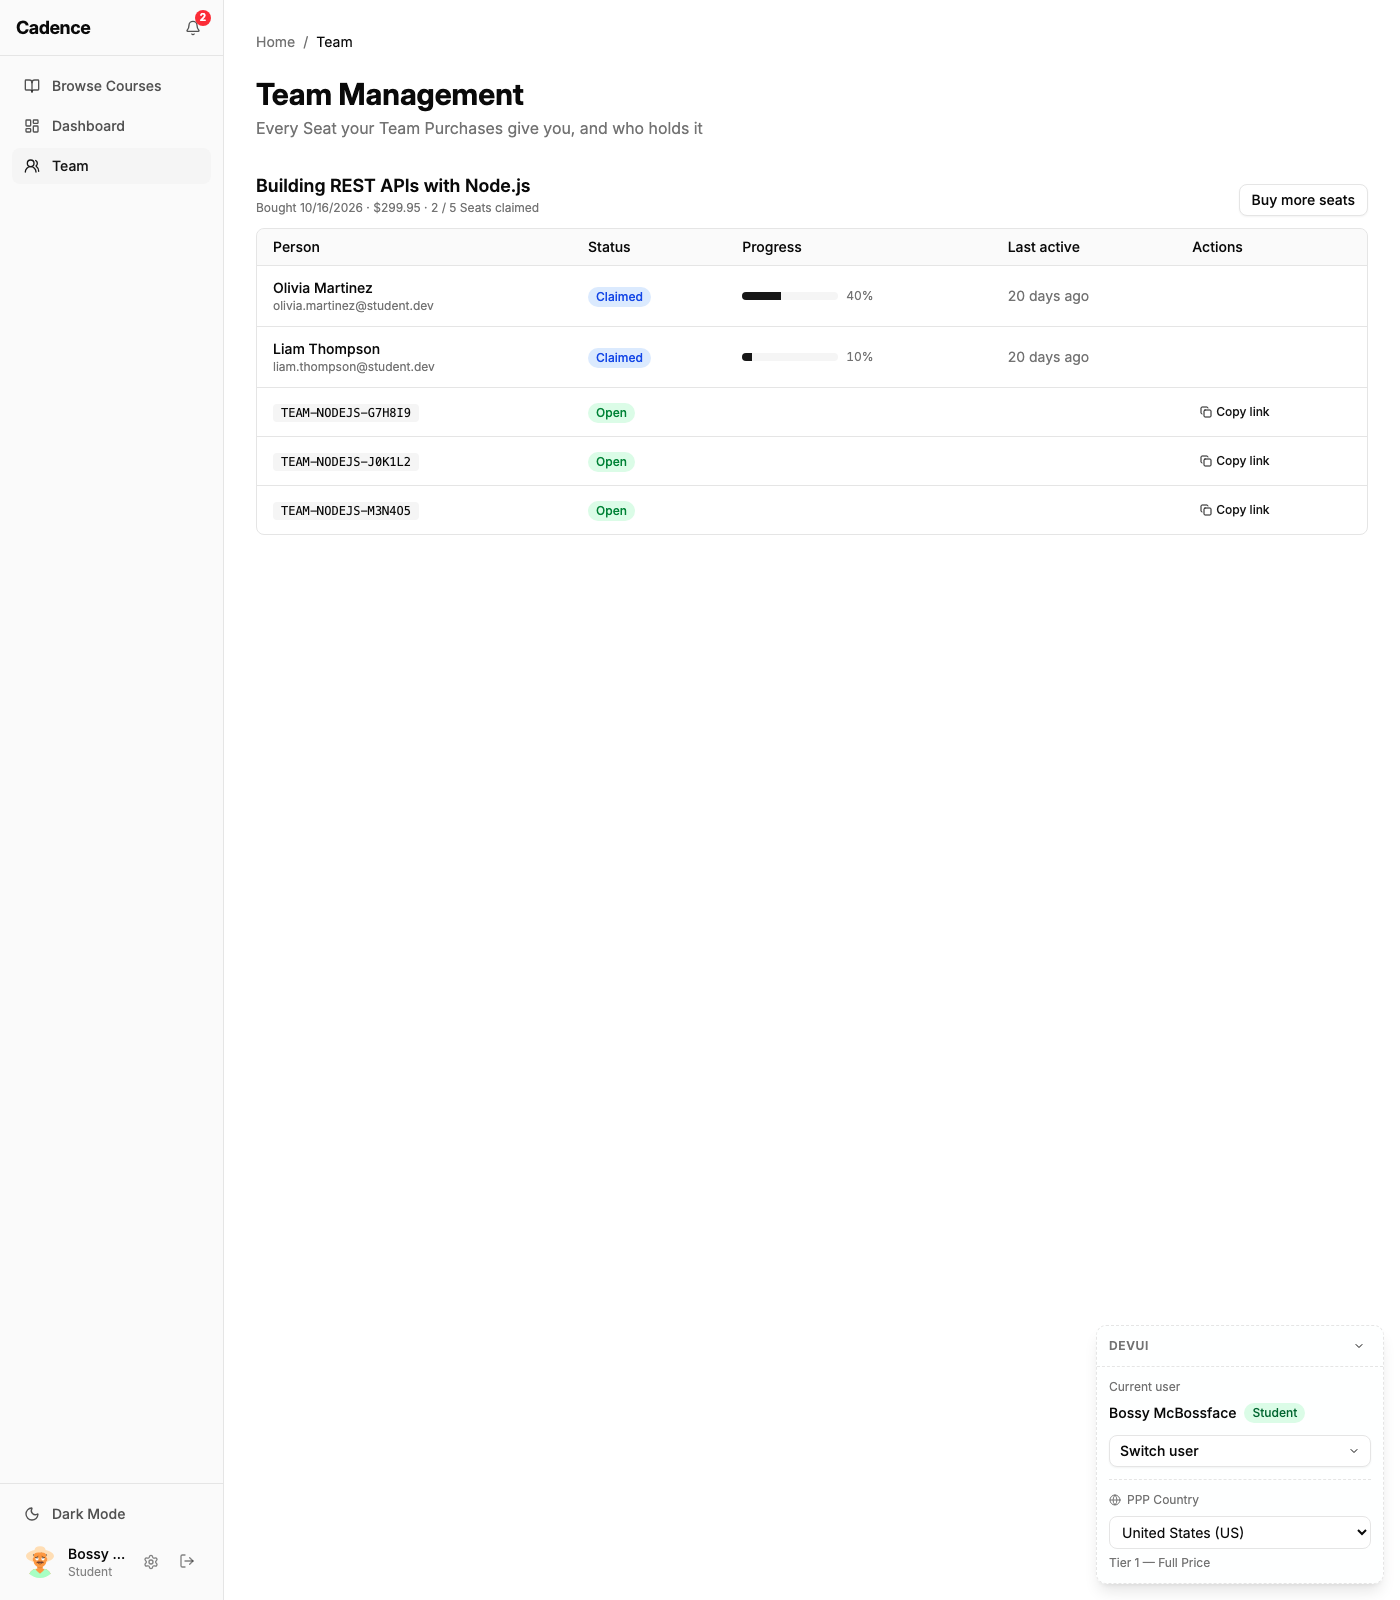 Cadence
2
Browse Courses
Dashboard
Team
Home / Team
Team Management
Every Seat your Team Purchases give you, and who holds it
Building REST APIs with Node.js
Bought 10/16/2026 · $299.95 · 2 / 5 Seats claimed
Buy more seats
Person Status Progress Last active Actions
Olivia Martinez
olivia.martinez@student.dev
Claimed 40% 20 days ago
Liam Thompson
liam.thompson@student.dev
Claimed 10% 20 days ago
TEAM-NODEJS-G7H8I9 Open Copy link
TEAM-NODEJS-J0K1L2 Open Copy link
TEAM-NODEJS-M3N4O5 Open Copy link
DEVUI
Current user
Bossy McBossface Student
Switch user
PPP Country
United States (US)
Tier 1 — Full Price
Dark Mode
Bossy ...
Student